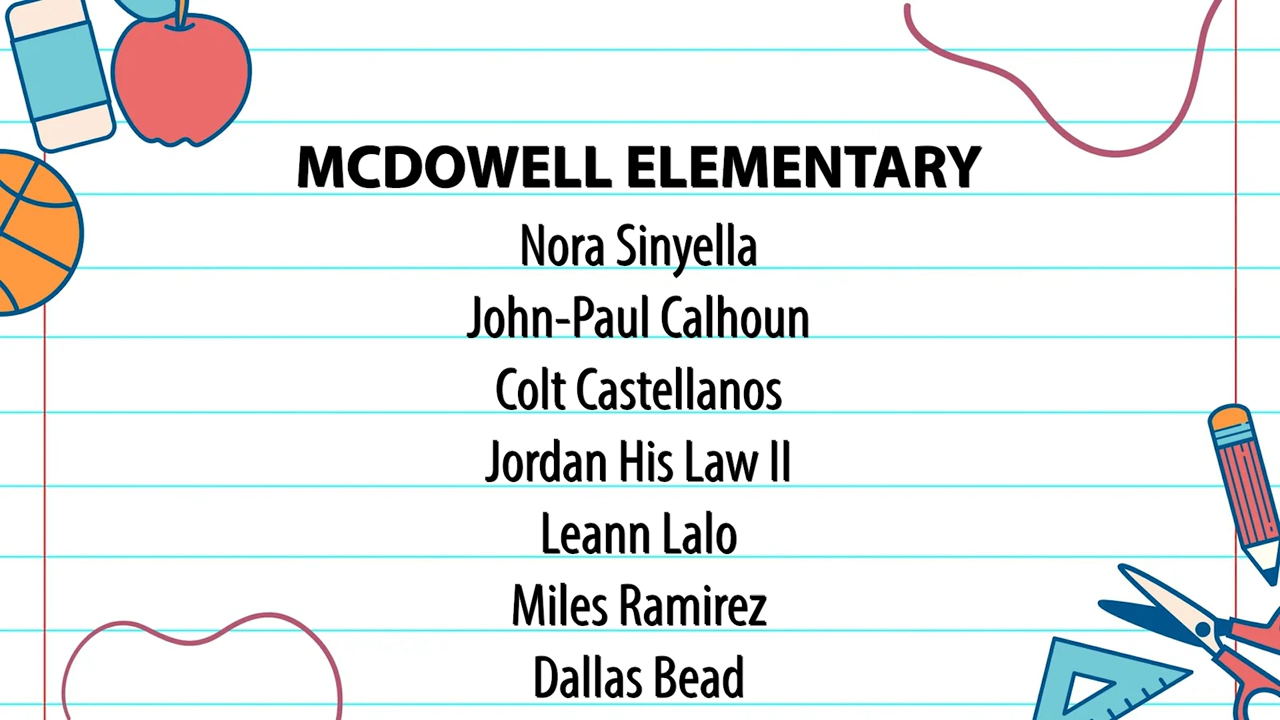 MCDOWELL ELEMENTARY
Nora Sinyella
John-Paul Calhoun
Colt Castellanos
Jordan His Law II
Leann Lalo
Miles Ramirez
Dallas Bead